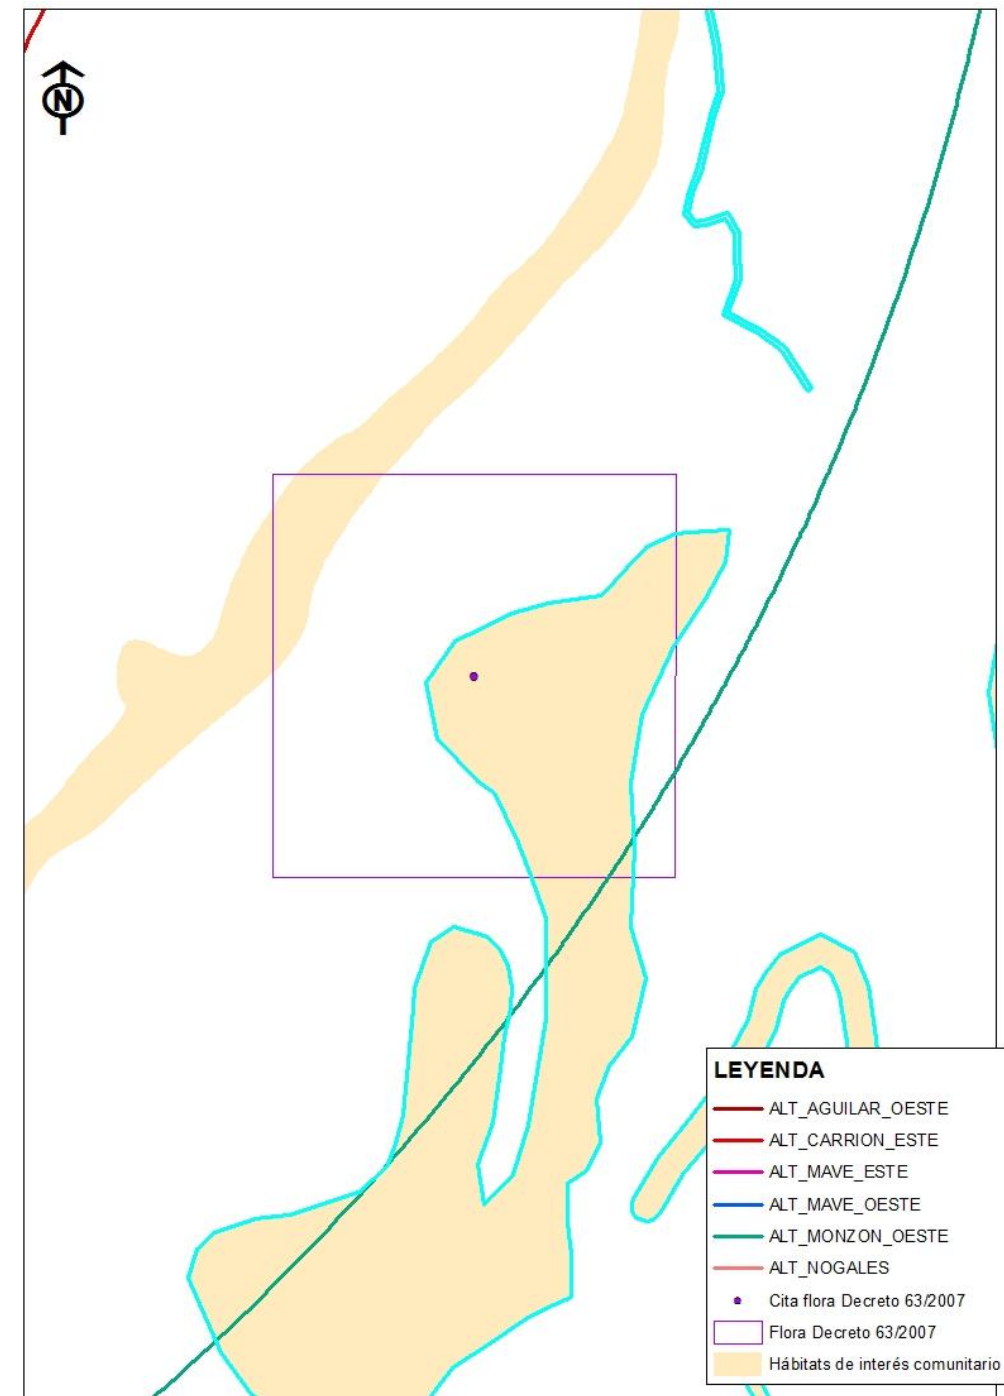 N
LEYENDA
ALT_AGUILAR_OESTE
ALT_CARRION_ESTE
ALT_MAVE_ESTE
ALT_MAVE_OESTE
ALT_MONZON_OESTE
ALT_NOGALES
Cita flora Decreto 63/2007
Flora Decreto 63/2007
Hábitats de interés comunitario